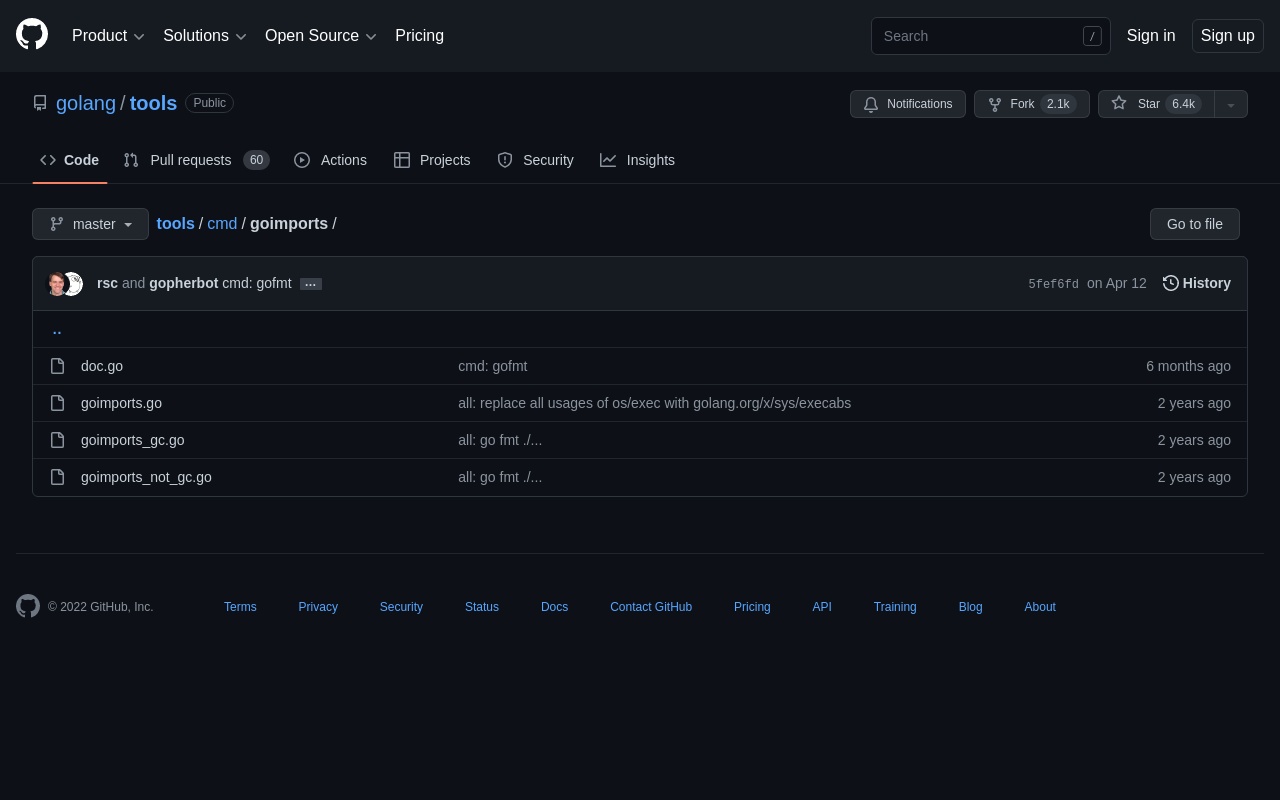 Product Solutions Open Source Pricing Search / Sign in Sign up
golang / tools Public Notifications Fork 2.1k Star 6.4k
Code Pull requests 60 Actions Projects Security Insights
master tools / cmd / goimports / Go to file
rsc and gopherbot cmd: gofmt … 5fef6fd on Apr 12 History
..
doc.go cmd: gofmt 6 months ago
goimports.go all: replace all usages of os/exec with golang.org/x/sys/execabs 2 years ago
goimports_gc.go all: go fmt ./... 2 years ago
goimports_not_gc.go all: go fmt ./... 2 years ago
© 2022 GitHub, Inc. Terms Privacy Security Status Docs Contact GitHub Pricing API Training Blog About